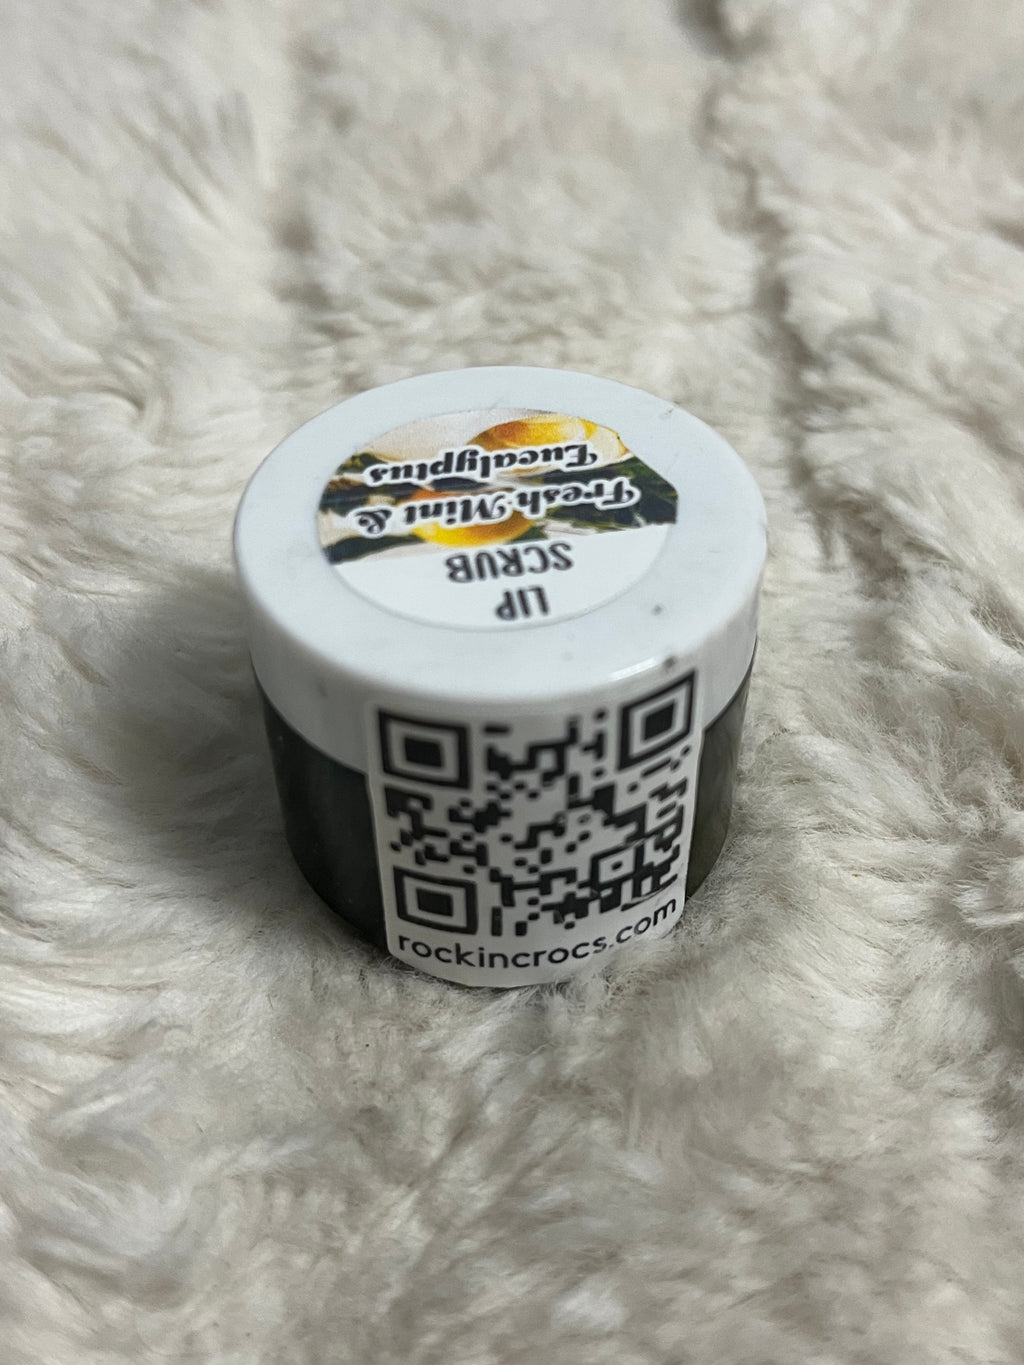 LIP
SCRUB
Fresh Mint &
Eucalyptus
rockincrocs.com